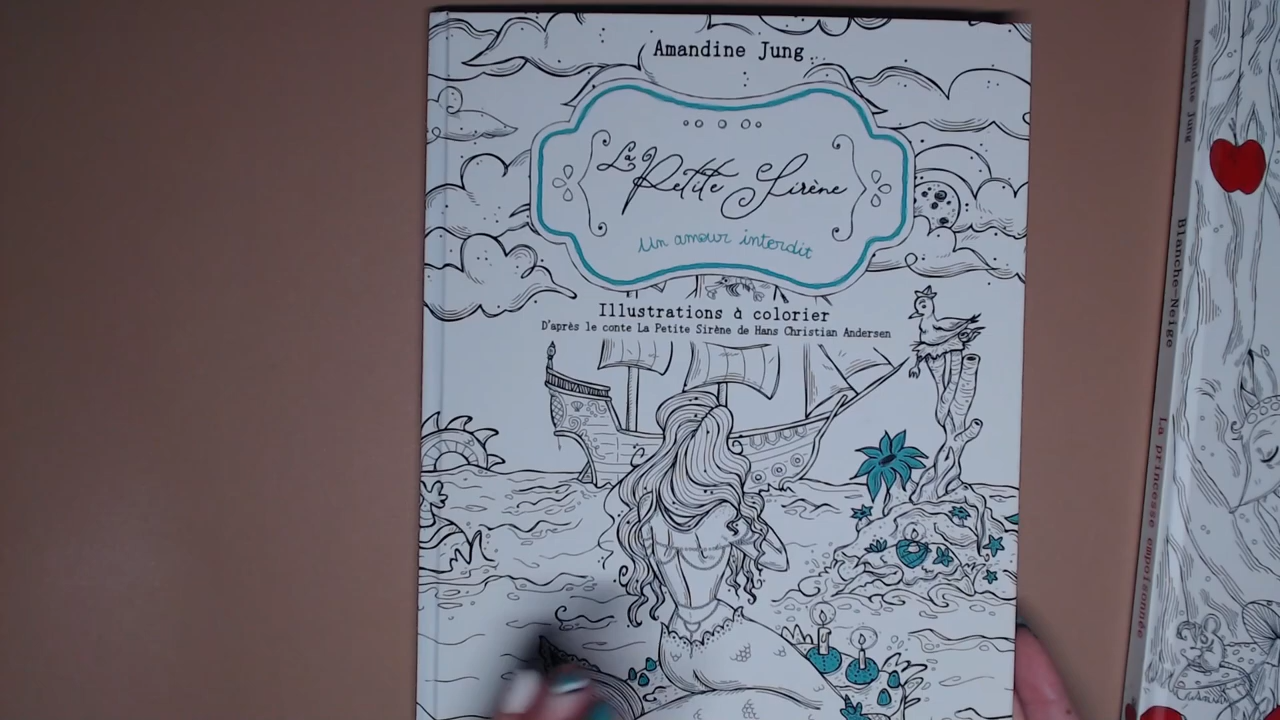 Amandine Jung
La Petite Sirène
Un amour interdit
Illustrations à colorier
D'après le conte La Petite Sirène de Hans Christian Andersen
Amandine Jung
Blanche-Neige
La princesse empoisonnée